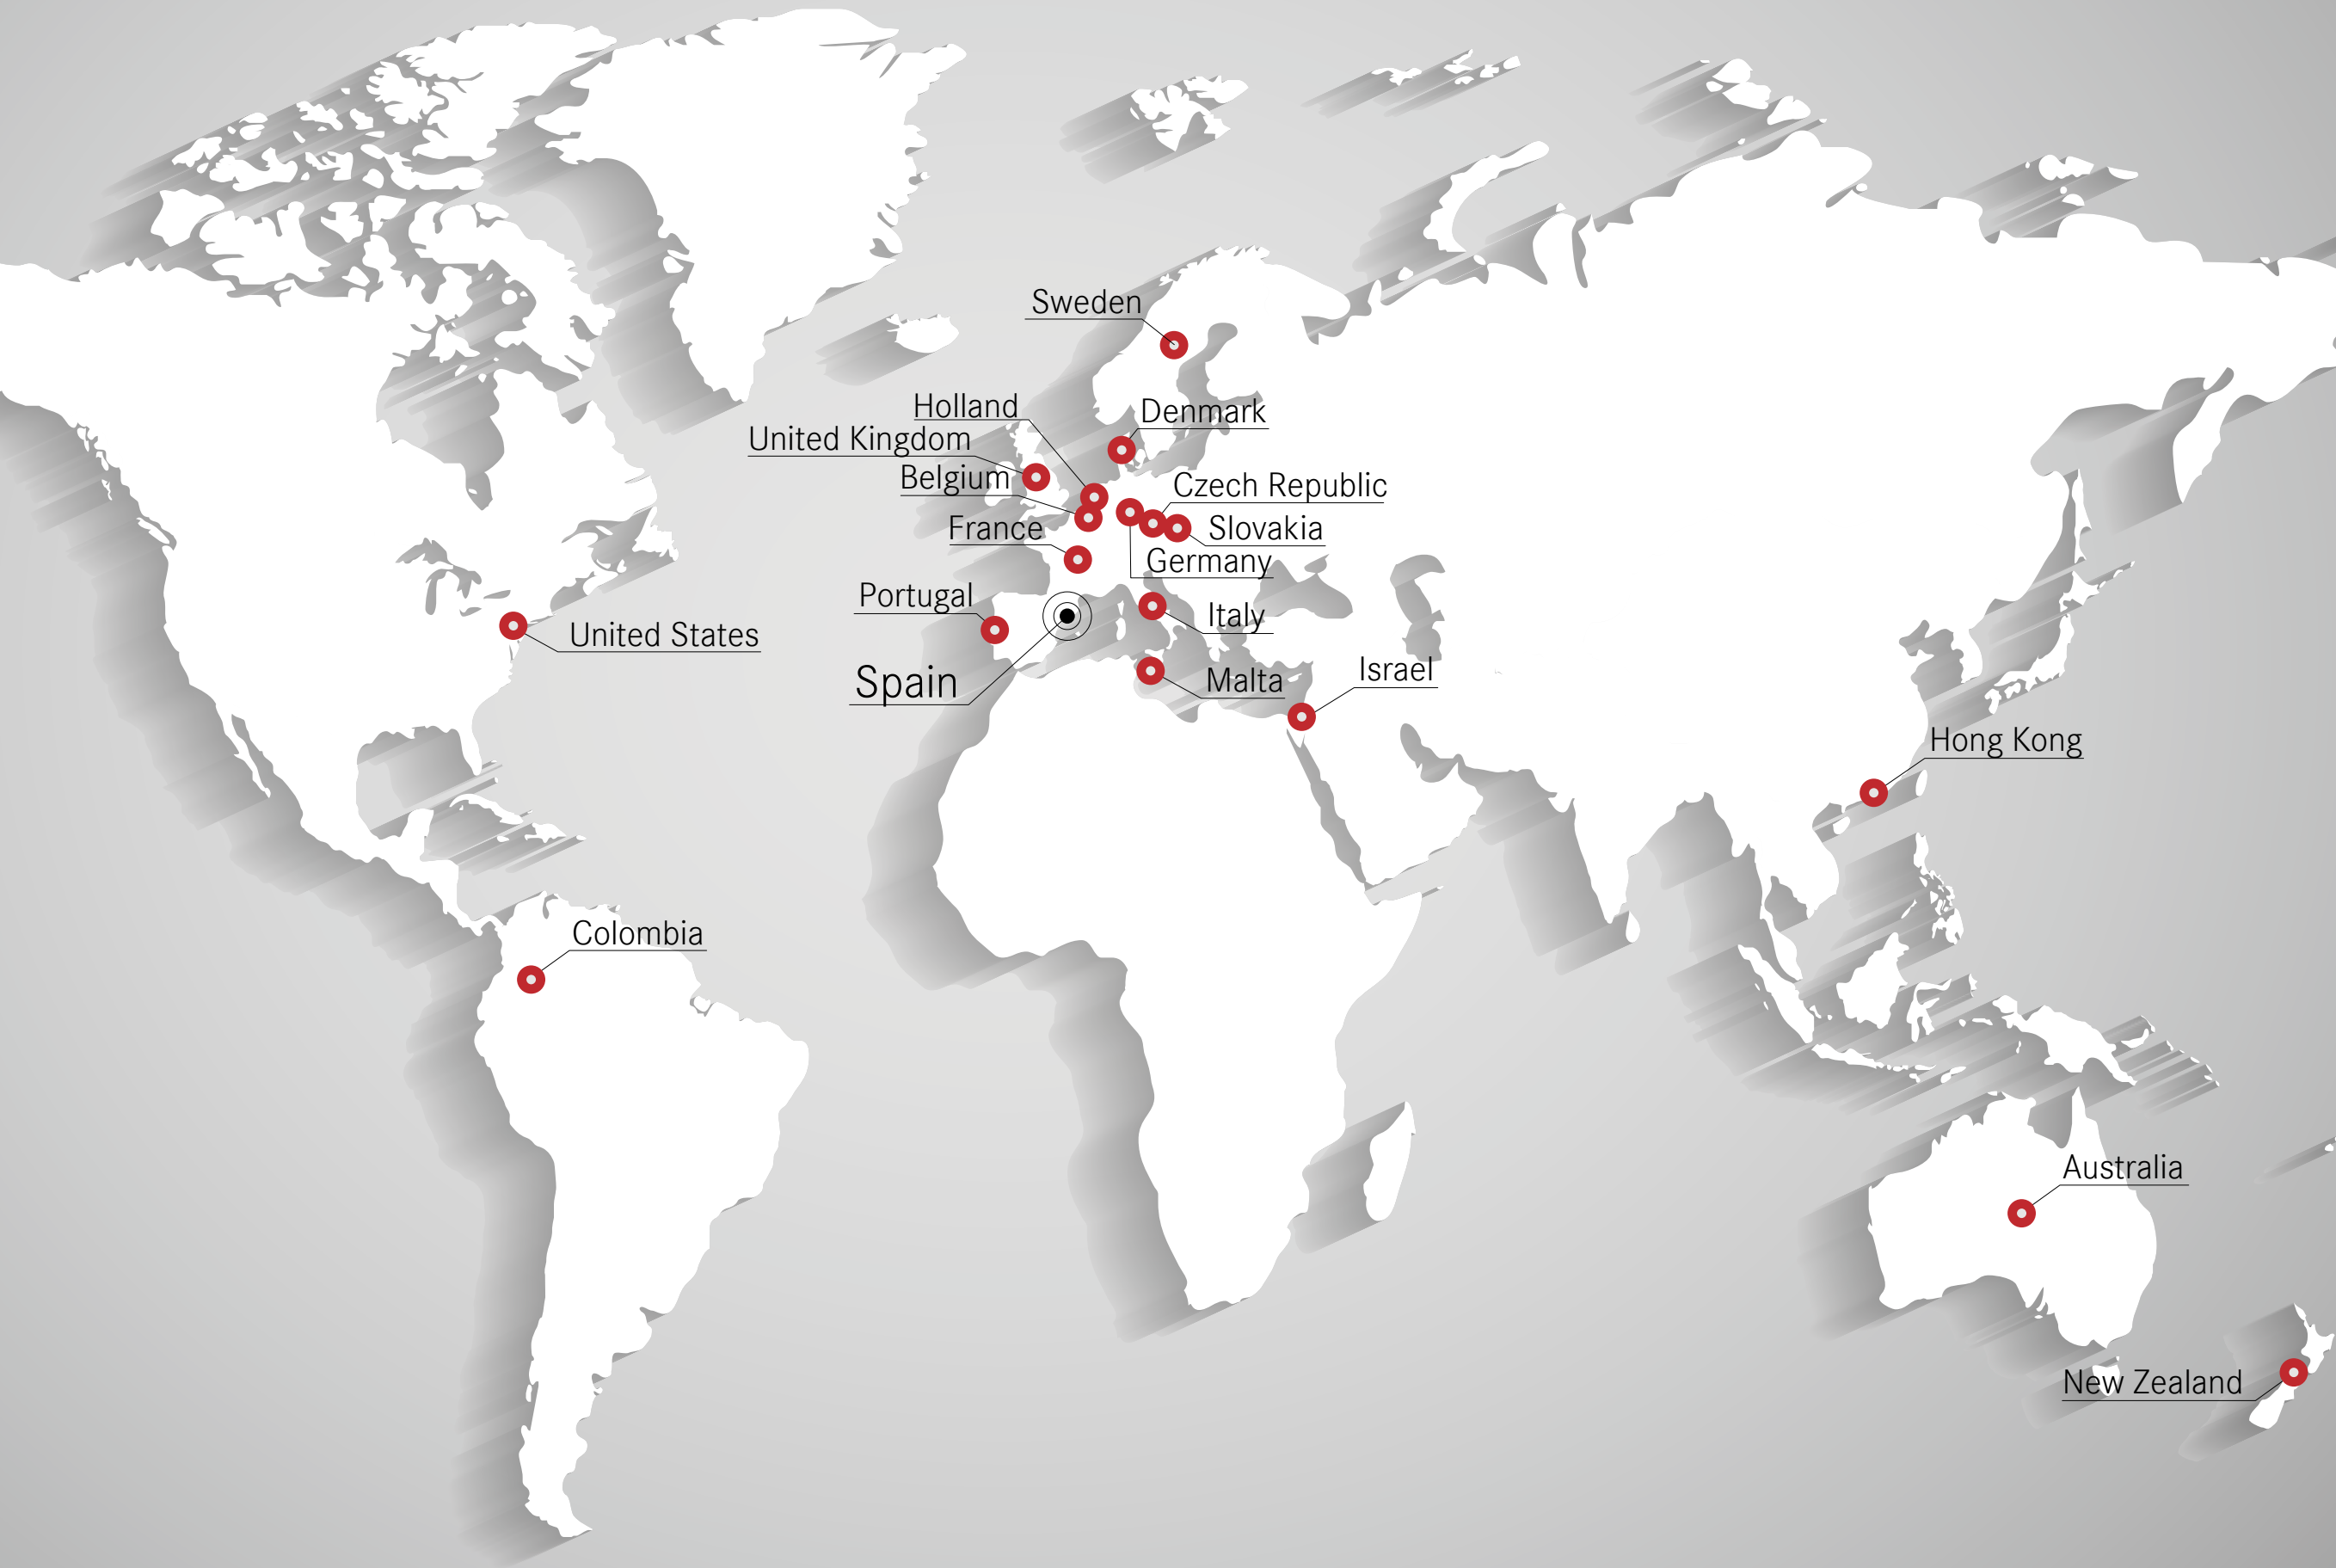 Sweden
Holland
Denmark
United Kingdom
Belgium
Czech Republic
France
Slovakia
Germany
Portugal
Italy
United States
Spain
Malta
Israel
Hong Kong
Colombia
Australia
New Zealand